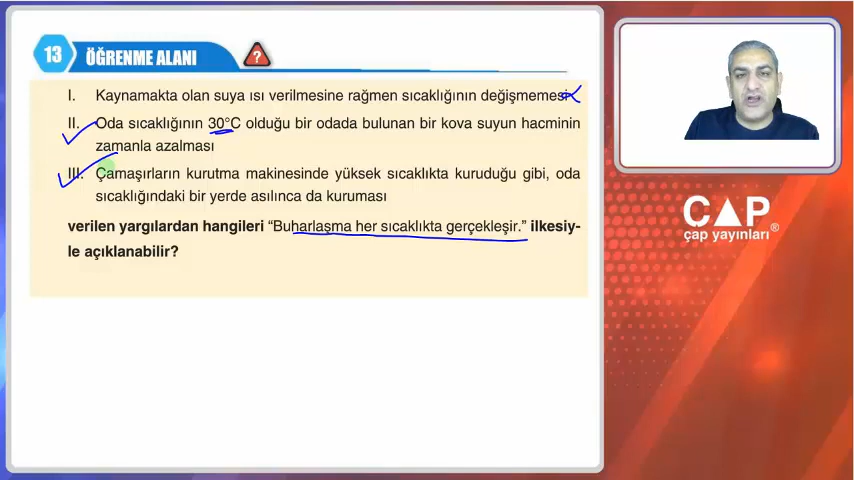 13 ÖĞRENME ALANI ?
I. Kaynamakta olan suya ısı verilmesine rağmen sıcaklığının değişmemesi
II. Oda sıcaklığının 30°C olduğu bir odada bulunan bir kova suyun hacminin
zamanla azalması
III. Çamaşırların kurutma makinesinde yüksek sıcaklıkta kuruduğu gibi, oda
sıcaklığındaki bir yerde asılınca da kuruması
verilen yargılardan hangileri “Buharlaşma her sıcaklıkta gerçekleşir.” ilkesiy-
le açıklanabilir?
ÇAP
çap yayınları®